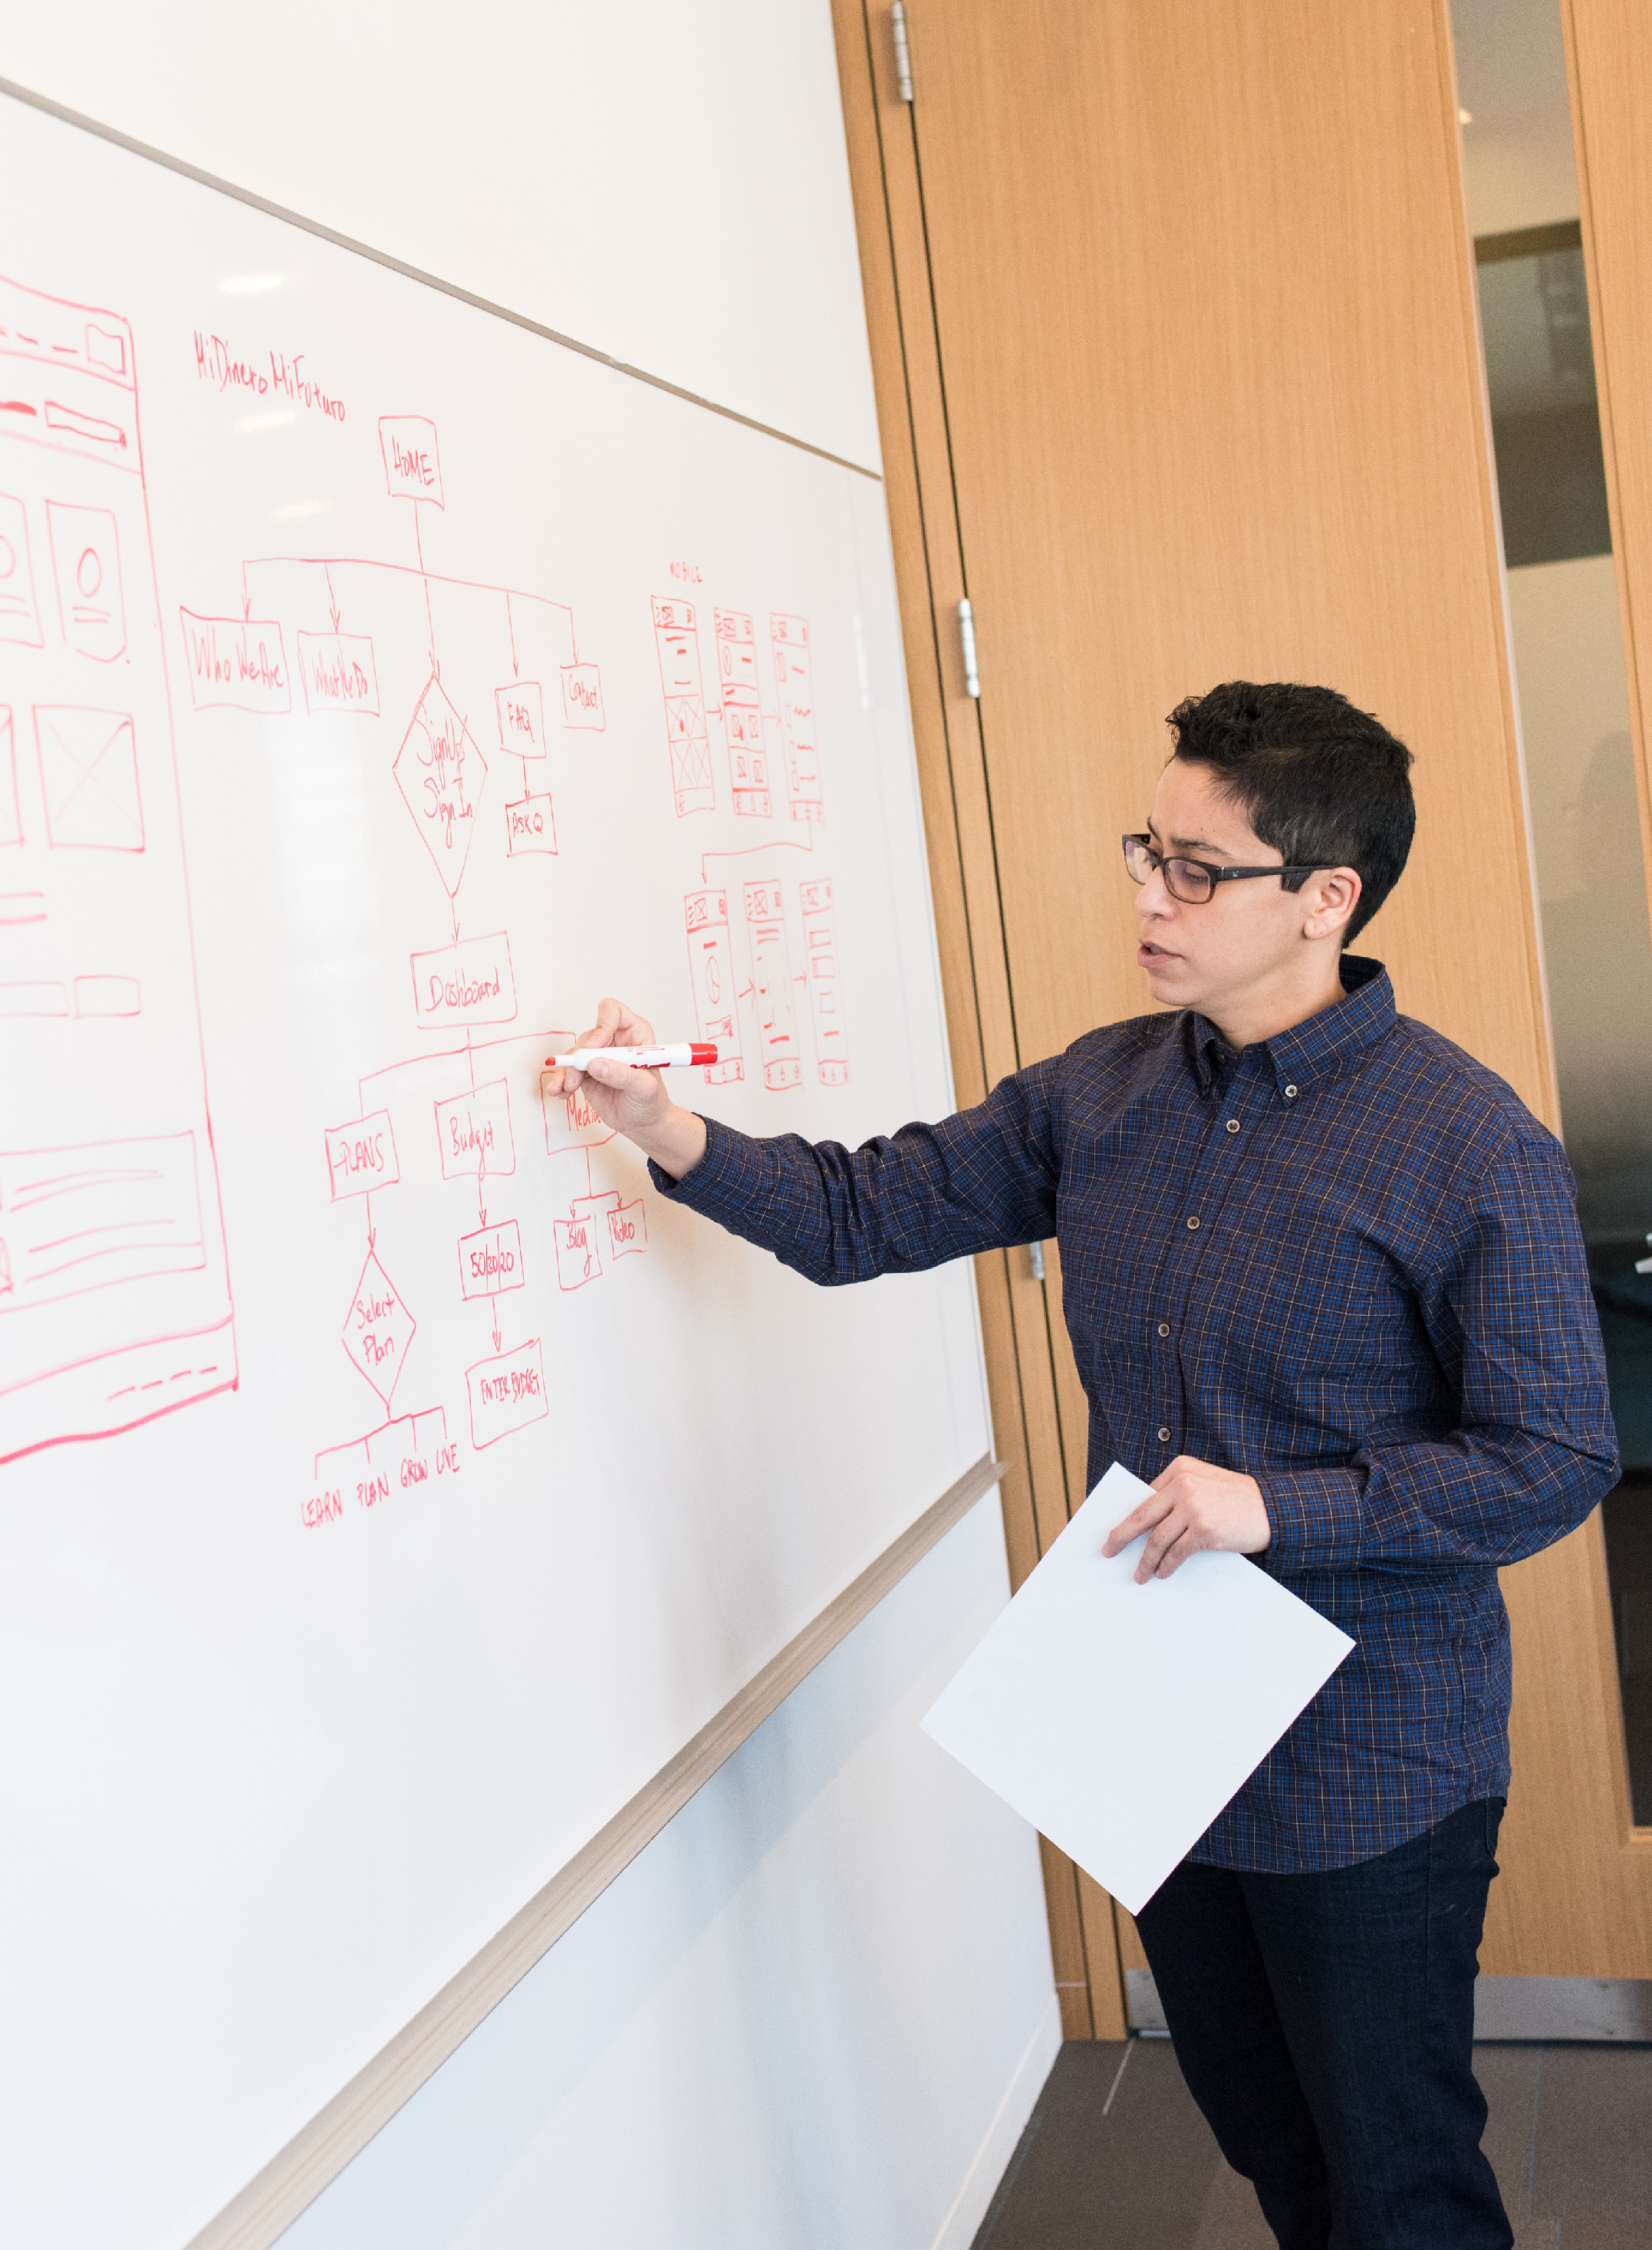 MiDinero MiFuturo
HOME
Who We Are
What We Do
Sign Up
Sign In
FAQ
Contact
ASK Q
MOBILE
Dashboard
PLANS
Budget
Media
Select
Plan
50/30/20
Blog
Video
ENTER BUDGET
LEARN PLAN GROW LIVE